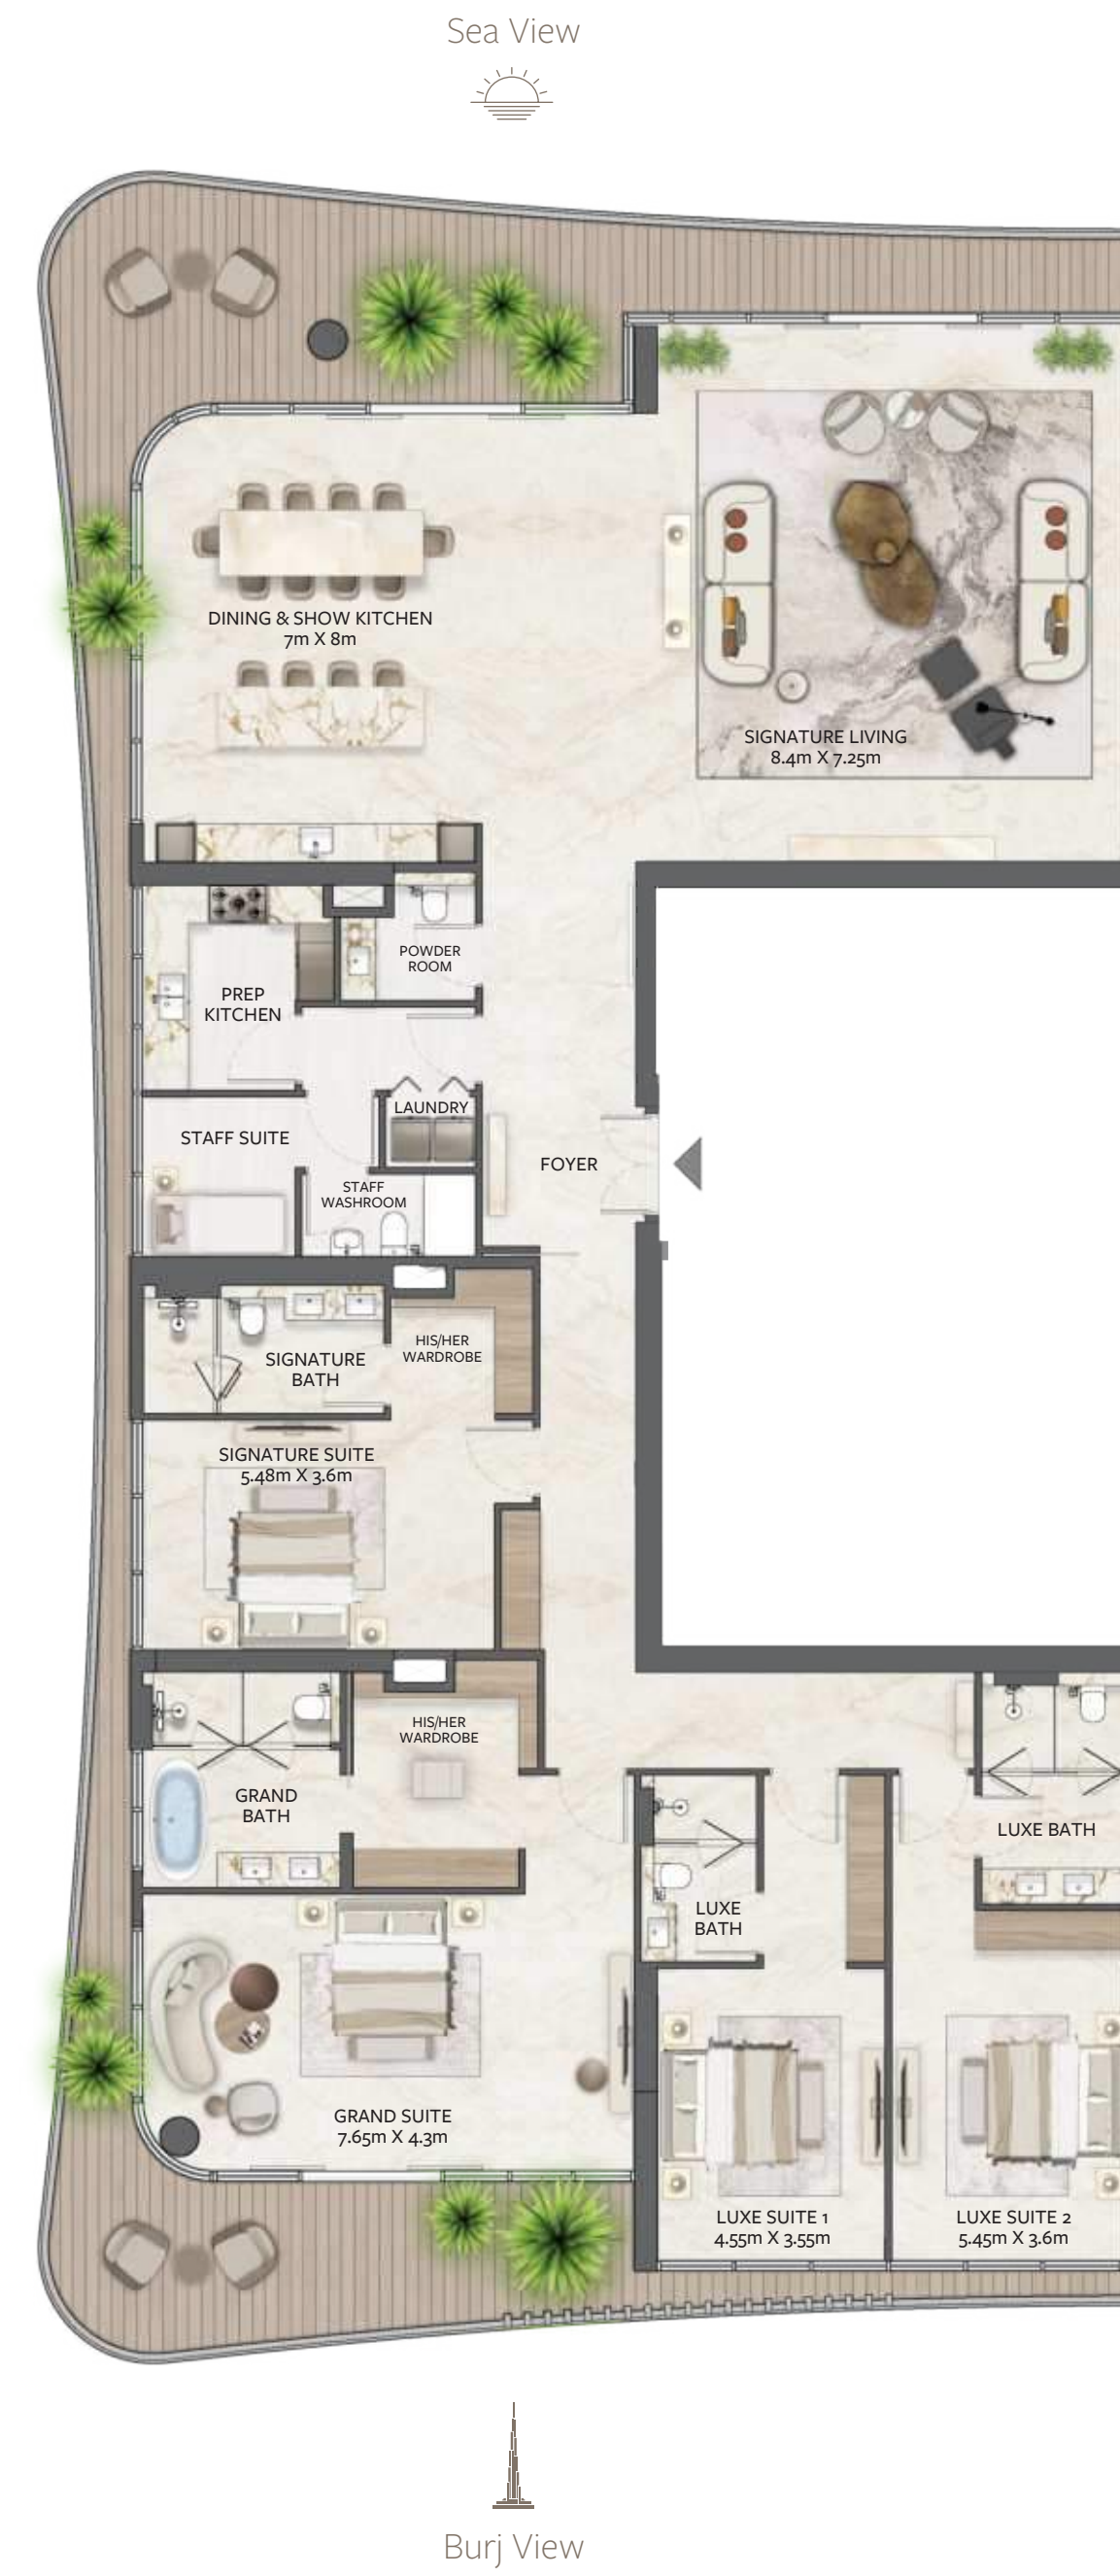 Sea View
DINING & SHOW KITCHEN
7m X 8m
SIGNATURE LIVING
8.4m X 7.25m
POWDER
ROOM
PREP
KITCHEN
LAUNDRY
STAFF SUITE
FOYER
STAFF
WASHROOM
HIS/HER
WARDROBE
SIGNATURE
BATH
SIGNATURE SUITE
5.48m X 3.6m
HIS/HER
WARDROBE
GRAND
BATH
LUXE BATH
LUXE
BATH
GRAND SUITE
7.65m X 4.3m
LUXE SUITE 1
4.55m X 3.55m
LUXE SUITE 2
5.45m X 3.6m
Burj View